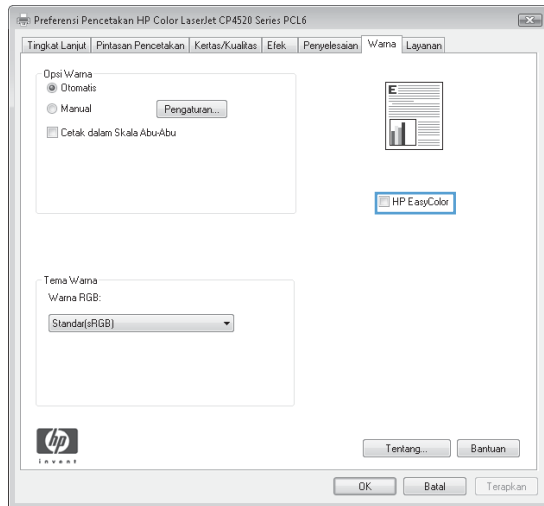 Preferensi Pencetakan HP Color LaserJet CP4520 Series PCL6
Tingkat Lanjut Pintasan Pencetakan Kertas/Kualitas Efek Penyelesaian Warna Layanan
Opsi Warna
Otomatis
Manual Pengaturan...
Cetak dalam Skala Abu-Abu
E
HP EasyColor
Tema Warna
Warna RGB:
Standar(sRGB)
hp
invent
Tentang... Bantuan
OK Batal Terapkan